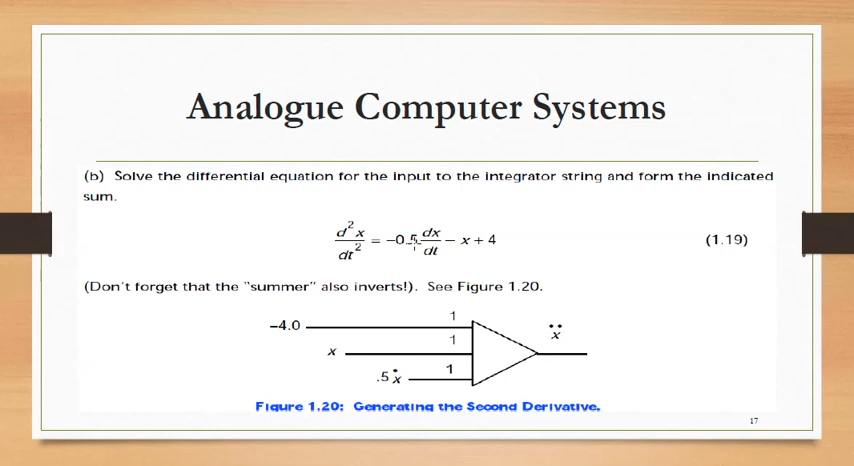 Analogue Computer Systems
(b) Solve the differential equation for the input to the integrator string and form the indicated
sum.
d²x/dt² = −0.5 dx/dt − x + 4 (1.19)
(Don't forget that the "summer" also inverts!). See Figure 1.20.
−4.0 1 ẍ
x 1
.5ẋ 1
Figure 1.20: Generating the Second Derivative.
17